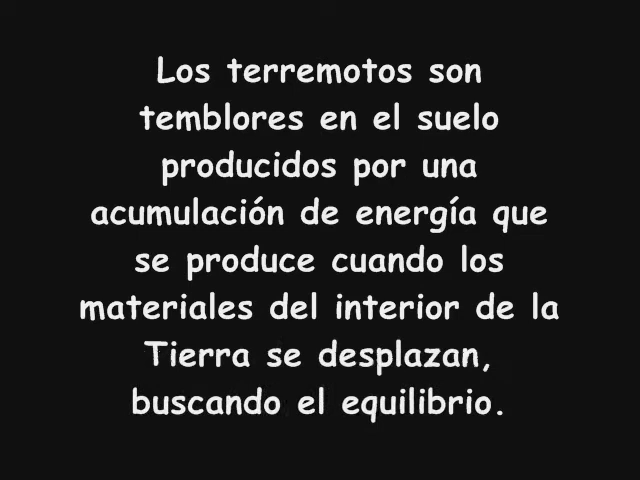 Los terremotos son
temblores en el suelo
producidos por una
acumulación de energía que
se produce cuando los
materiales del interior de la
Tierra se desplazan,
buscando el equilibrio.